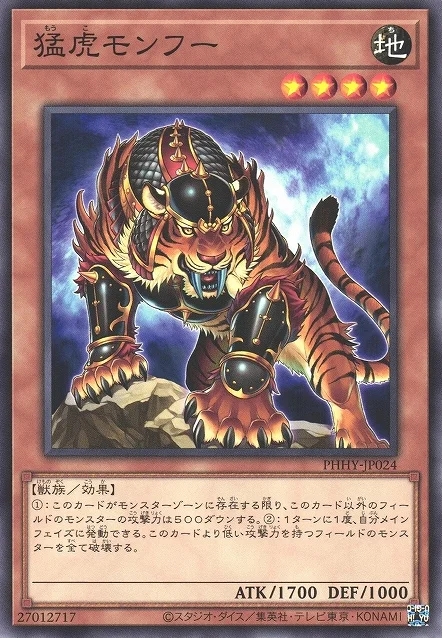 猛虎モンフー
地
PHHY-JP024
【獣族／効果】
①：このカードがモンスターゾーンに存在する限り、このカード以外のフィ
ールドのモンスターの攻撃力は５００ダウンする。②：１ターンに１度、自分メイン
フェイズに発動できる。このカードより低い攻撃力を持つフィールドのモンス
ターを全て破壊する。
ATK/1700 DEF/1000
27012717 ©スタジオ・ダイス／集英社・テレビ東京・KONAMI